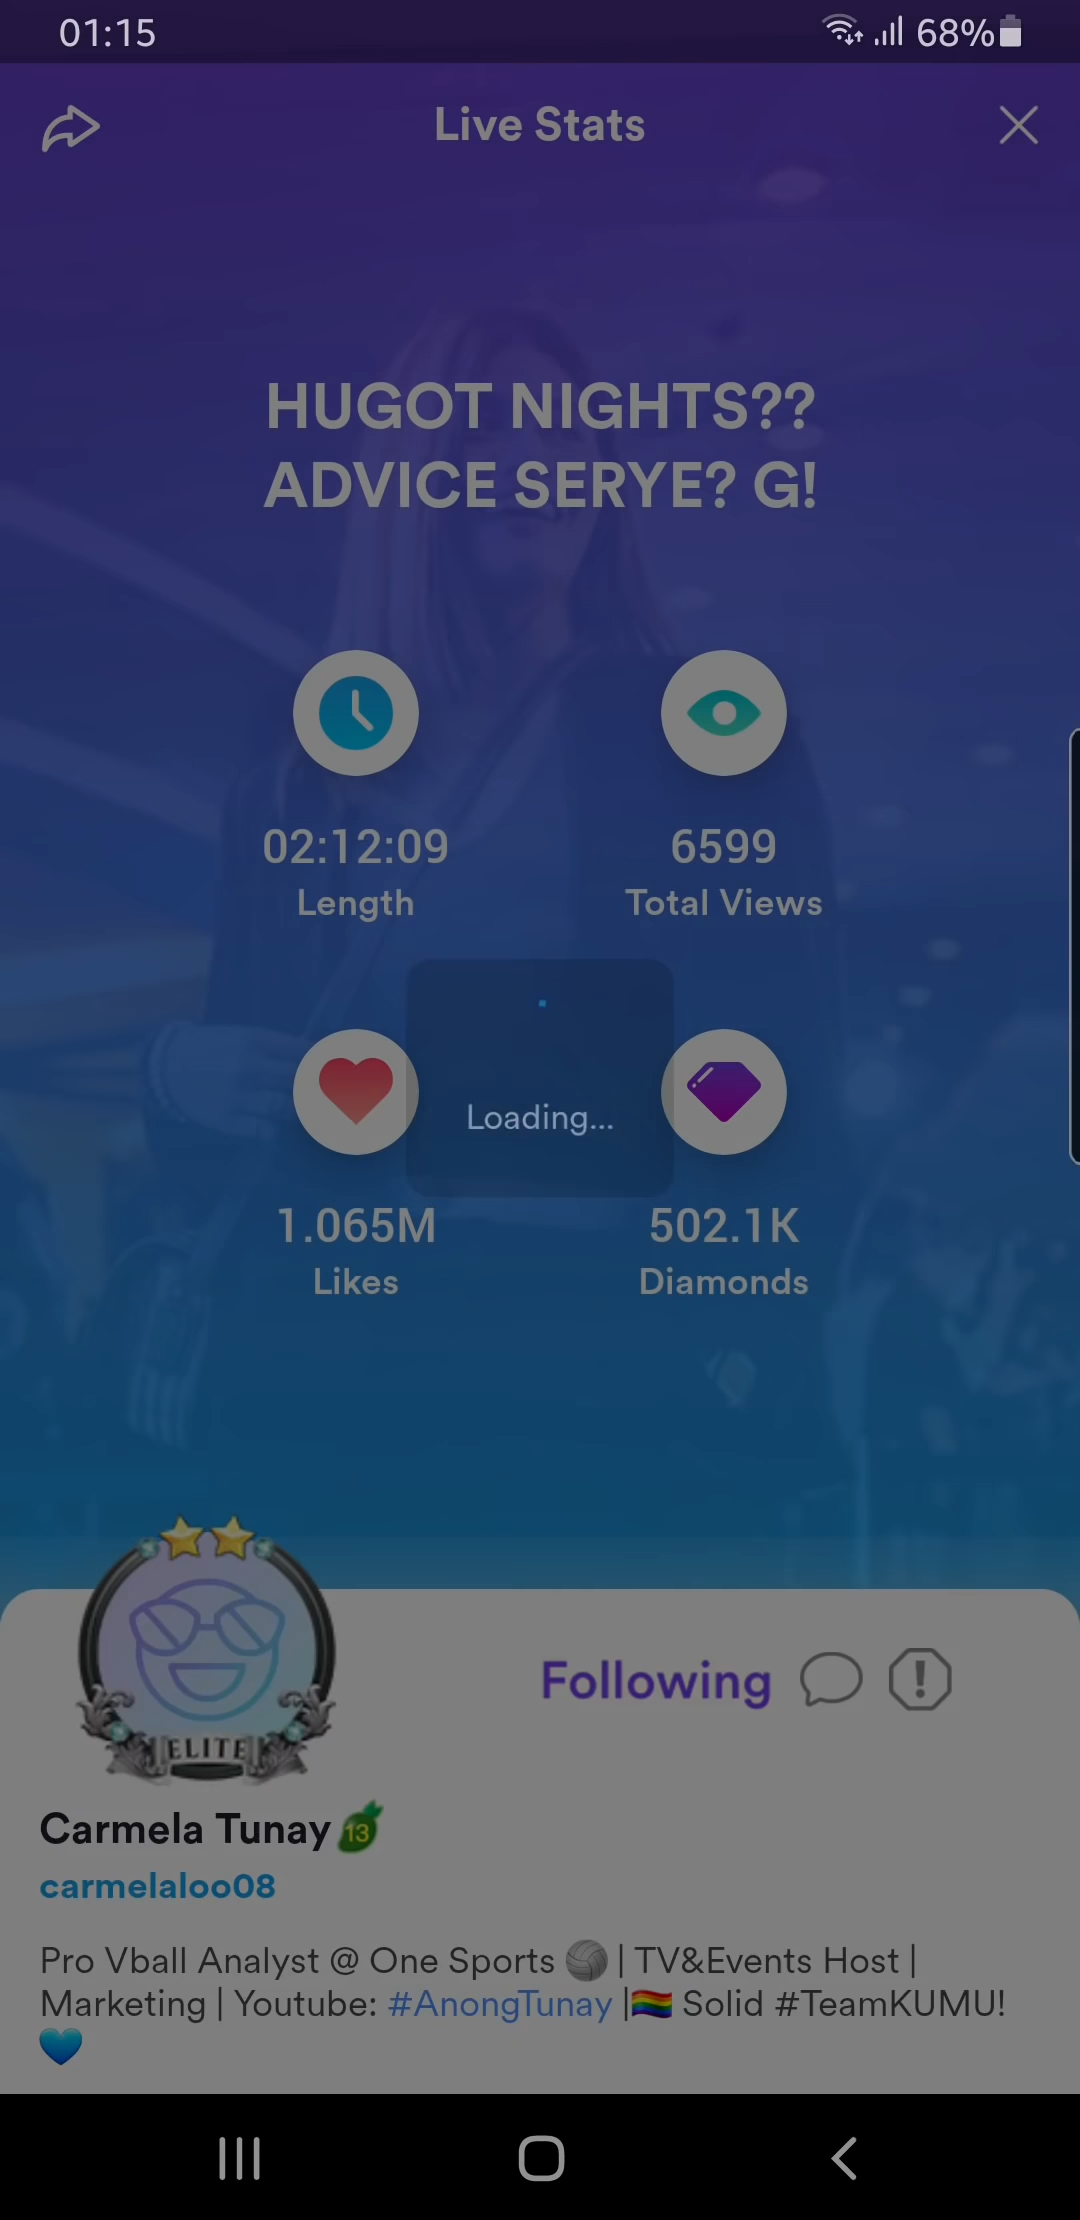 01:15
68%
Live Stats
HUGOT NIGHTS??
ADVICE SERYE? G!
02:12:09
6599
Length
Total Views
Loading...
1.065M
502.1K
Likes
Diamonds
ELITE
Following
Carmela Tunay 13
carmelaloo08
Pro Vball Analyst @ One Sports 🏐 | TV&Events Host |
Marketing | Youtube: #AnongTunay |🏳️‍🌈 Solid #TeamKUMU!
💙